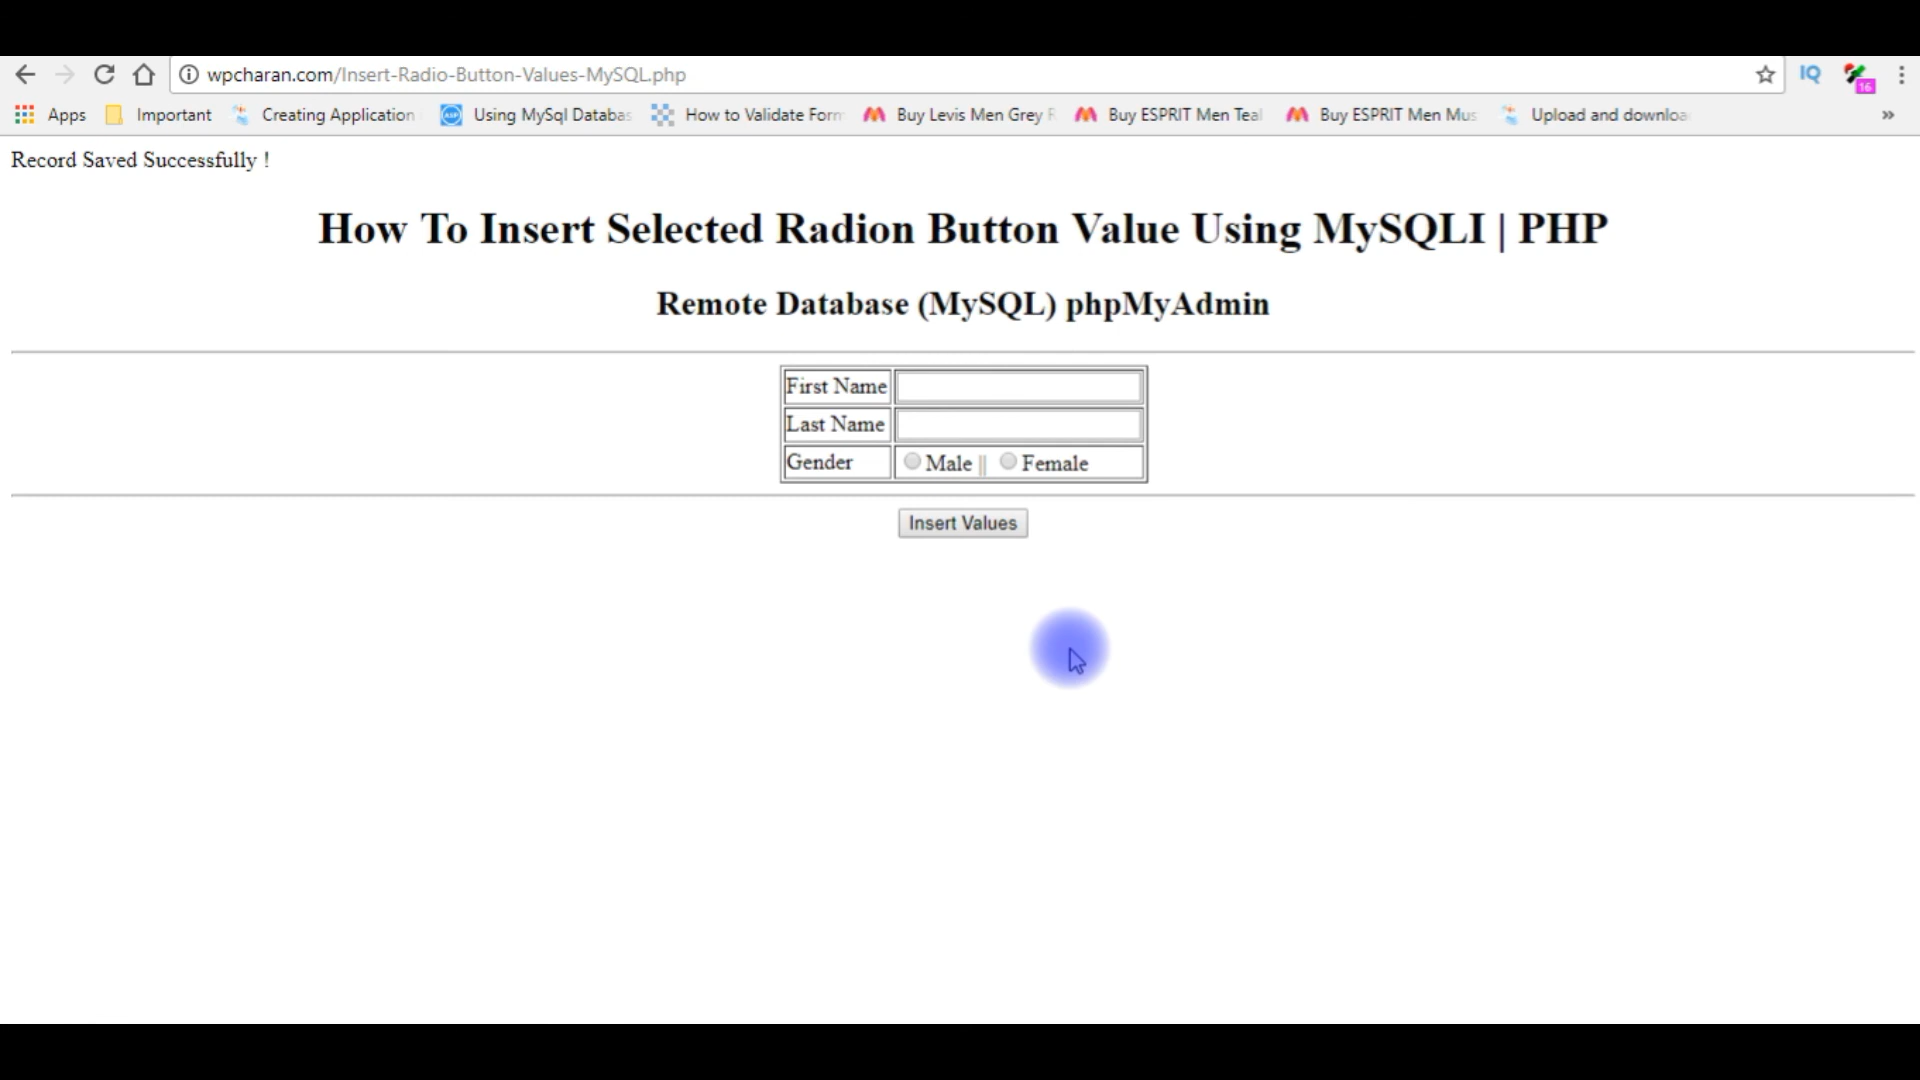 wpcharan.com/Insert-Radio-Button-Values-MySQL.php
IQ
16
Apps Important Creating Application Using MySql Databas How to Validate Form Buy Levis Men Grey Buy ESPRIT Men Teal Buy ESPRIT Men Mus Upload and downloa »
Record Saved Successfully !
How To Insert Selected Radion Button Value Using MySQLI | PHP
Remote Database (MySQL) phpMyAdmin
First Name
Last Name
Gender Male || Female
Insert Values